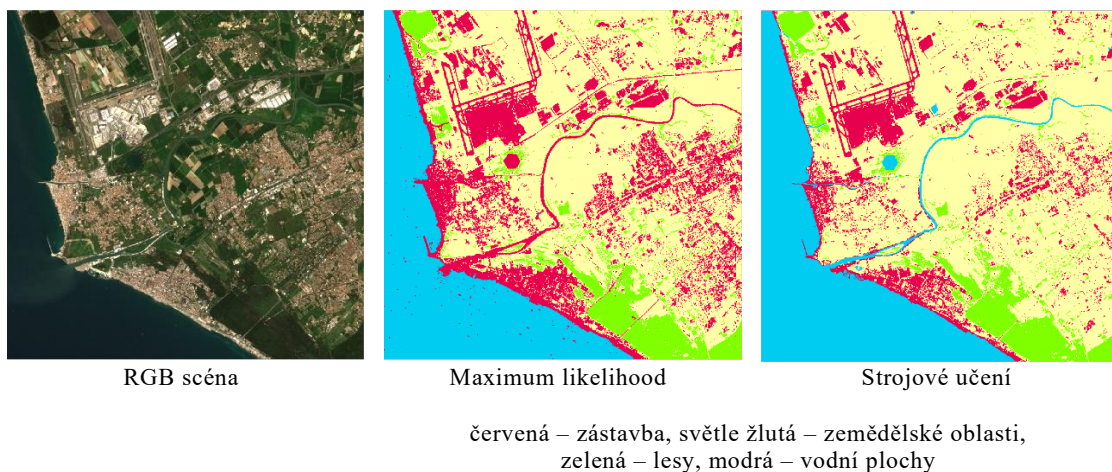 RGB scéna
Maximum likelihood
Strojové učení
červená – zástavba, světle žlutá – zemědělské oblasti,
zelená – lesy, modrá – vodní plochy